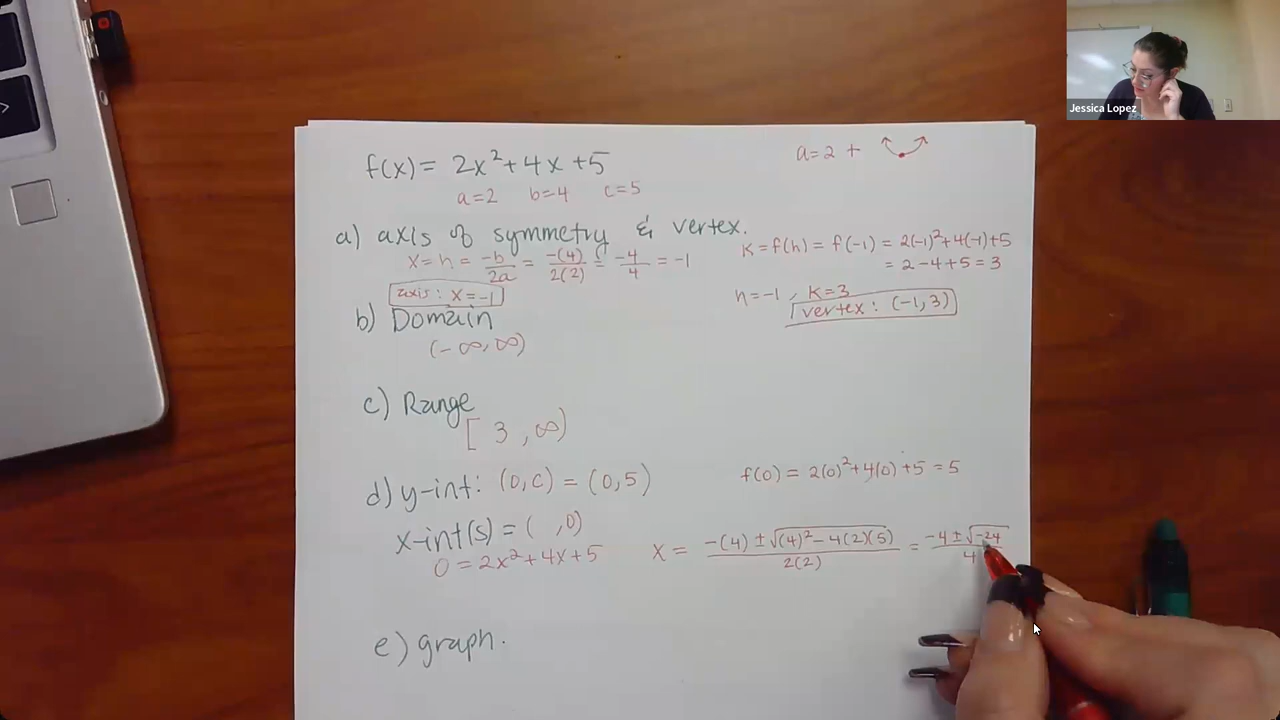 Jessica Lopez
f(x) = 2x²+4x+5
a=2 b=4 c=5
a=2 +
a) axis of symmetry & vertex.
x=h = -b/2a = -(4)/2(2) = -4/4 = -1
axis: x=-1
K=f(h) = f(-1) = 2(-1)²+4(-1)+5
= 2-4+5=3
h=-1, K=3
vertex: (-1,3)
b) Domain
(-∞,∞)
c) Range
[3,∞)
d) y-int: (0,c) = (0,5)
f(0) = 2(0)²+4(0)+5=5
x-int(s) = ( ,0)
0=2x²+4x+5
x = -(4)±√(4)²-4(2)(5)/2(2) = -4±√-24/4
e) graph.